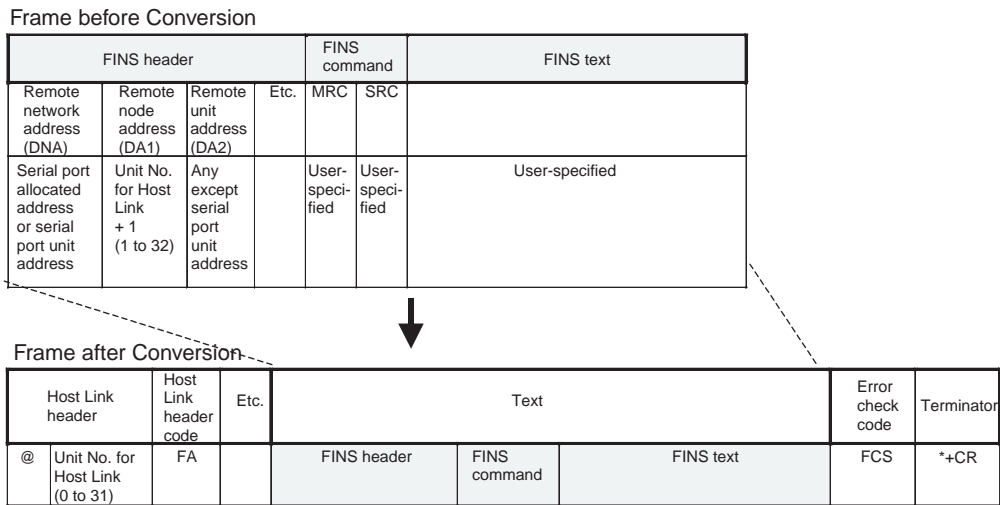 Frame before Conversion
FINS header
FINS
command
FINS text
Remote
network
address
(DNA)
Remote
node
address
(DA1)
Remote
unit
address
(DA2)
Etc.
MRC
SRC
Serial port
allocated
address
or serial
port unit
address
Unit No.
for Host
Link
+ 1
(1 to 32)
Any
except
serial
port
unit
address
User-
speci-
fied
User-
speci-
fied
User-specified
Frame after Conversion
Host Link
header
Host
Link
header
code
Etc.
Text
Error
check
code
Terminator
@
Unit No. for
Host Link
(0 to 31)
FA
FINS header
FINS
command
FINS text
FCS
*+CR